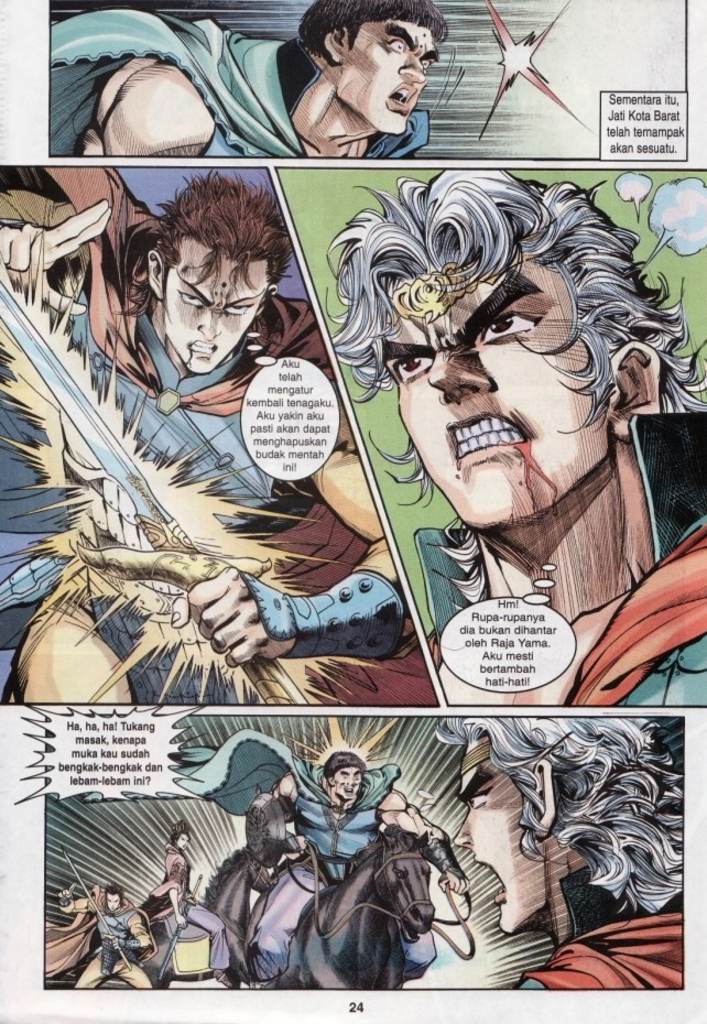 Sementara itu,
Jati Kota Barat
telah ternampak
akan sesuatu.
Aku
telah
mengatur
kembali tenagaku.
Aku yakin aku
pasti akan dapat
menghapuskan
budak mentah
ini!
Hm!
Rupa-rupanya
dia bukan dihantar
oleh Raja Yama.
Aku mesti
bertambah
hati-hati!
Ha, ha, ha! Tukang
masak, kenapa
muka kau sudah
bengkak-bengkak dan
lebam-lebam ini?
24